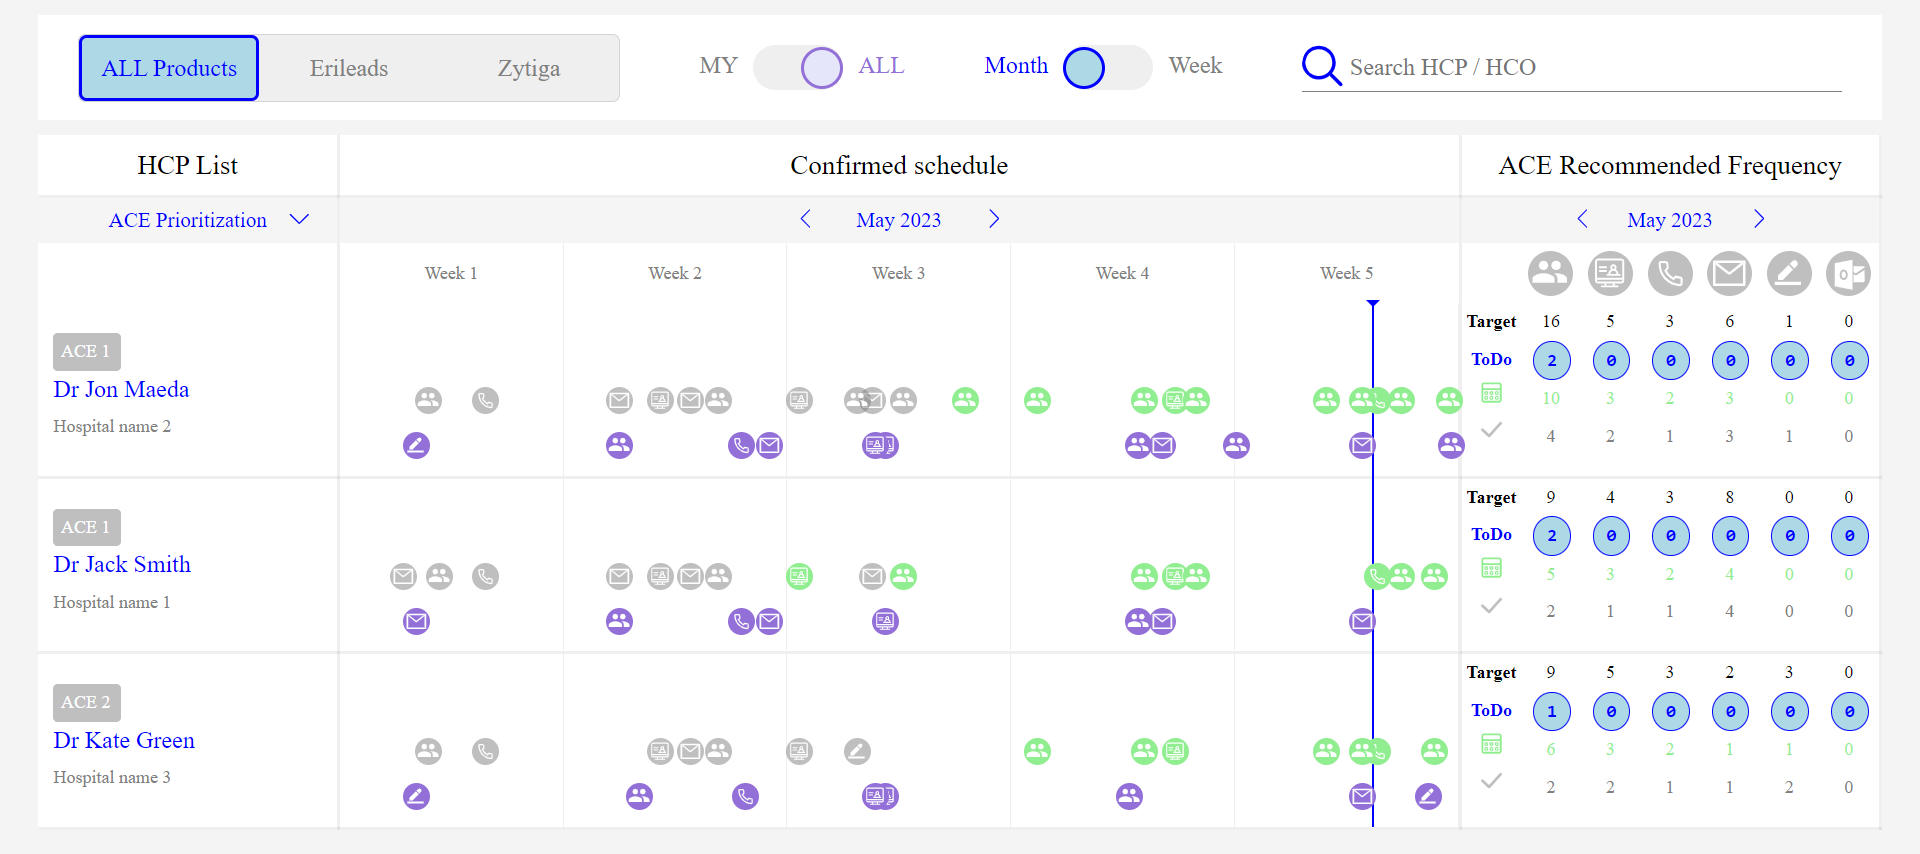 ALL Products Erileads Zytiga MY ALL Month Week Search HCP / HCO
HCP List Confirmed schedule ACE Recommended Frequency
ACE Prioritization May 2023 May 2023
Week 1 Week 2 Week 3 Week 4 Week 5
Target 16 5 3 6 1 0
ACE 1
ToDo 2 0 0 0 0 0
Dr Jon Maeda
10 3 2 3 0 0
Hospital name 2
4 2 1 3 1 0
Target 9 4 3 8 0 0
ACE 1
ToDo 2 0 0 0 0 0
Dr Jack Smith
5 3 2 4 0 0
Hospital name 1
2 1 1 4 0 0
Target 9 5 3 2 3 0
ACE 2
ToDo 1 0 0 0 0 0
Dr Kate Green
6 3 2 1 1 0
Hospital name 3
2 2 1 1 2 0